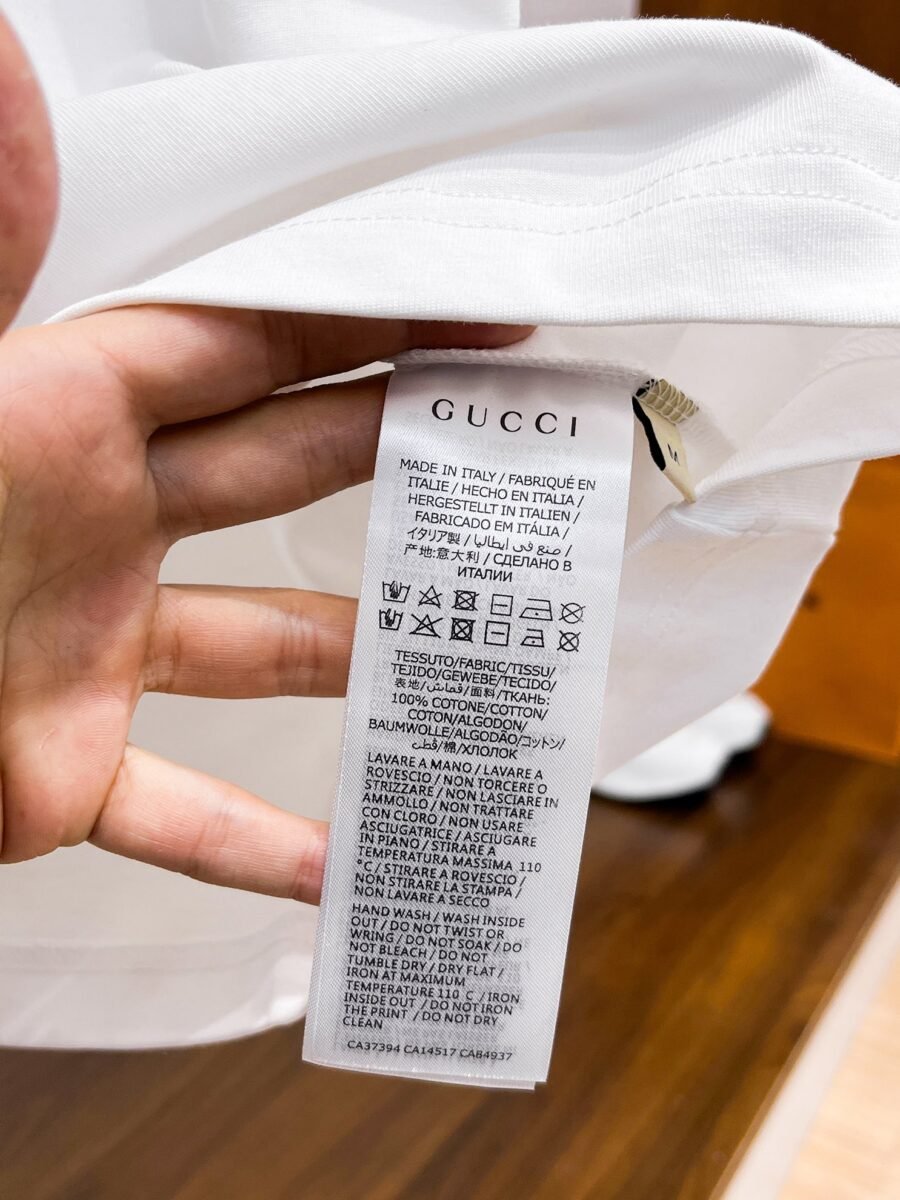 GUCCI
MADE IN ITALY / FABRIQUÉ EN
ITALIE / HECHO EN ITALIA /
HERGESTELLT IN ITALIEN /
FABRICADO EM ITÁLIA /
イタリア製 / صنع في إيطاليا /
产地:意大利 / СДЕЛАНО В
ИТАЛИИ
TESSUTO/FABRIC/TISSU/
TEJIDO/GEWEBE/TECIDO/
表地/قماش/面料/ТКАНЬ:
100% COTONE/COTTON/
COTON/ALGODON/
BAUMWOLLE/ALGODÃO/コットン/
قطن/棉/ХЛОПОК
LAVARE A MANO / LAVARE A
ROVESCIO / NON TORCERE O
STRIZZARE / NON LASCIARE IN
AMMOLLO / NON TRATTARE
CON CLORO / NON USARE
ASCIUGATRICE / ASCIUGARE
IN PIANO / STIRARE A
TEMPERATURA MASSIMA 110
°C / STIRARE A ROVESCIO /
NON STIRARE LA STAMPA /
NON LAVARE A SECCO
HAND WASH / WASH INSIDE
OUT / DO NOT TWIST OR
WRING / DO NOT SOAK / DO
NOT BLEACH / DO NOT
TUMBLE DRY / DRY FLAT /
IRON AT MAXIMUM
TEMPERATURE 110 C / IRON
INSIDE OUT / DO NOT IRON
THE PRINT / DO NOT DRY
CLEAN
CA37394 CA14517 CA84937
M